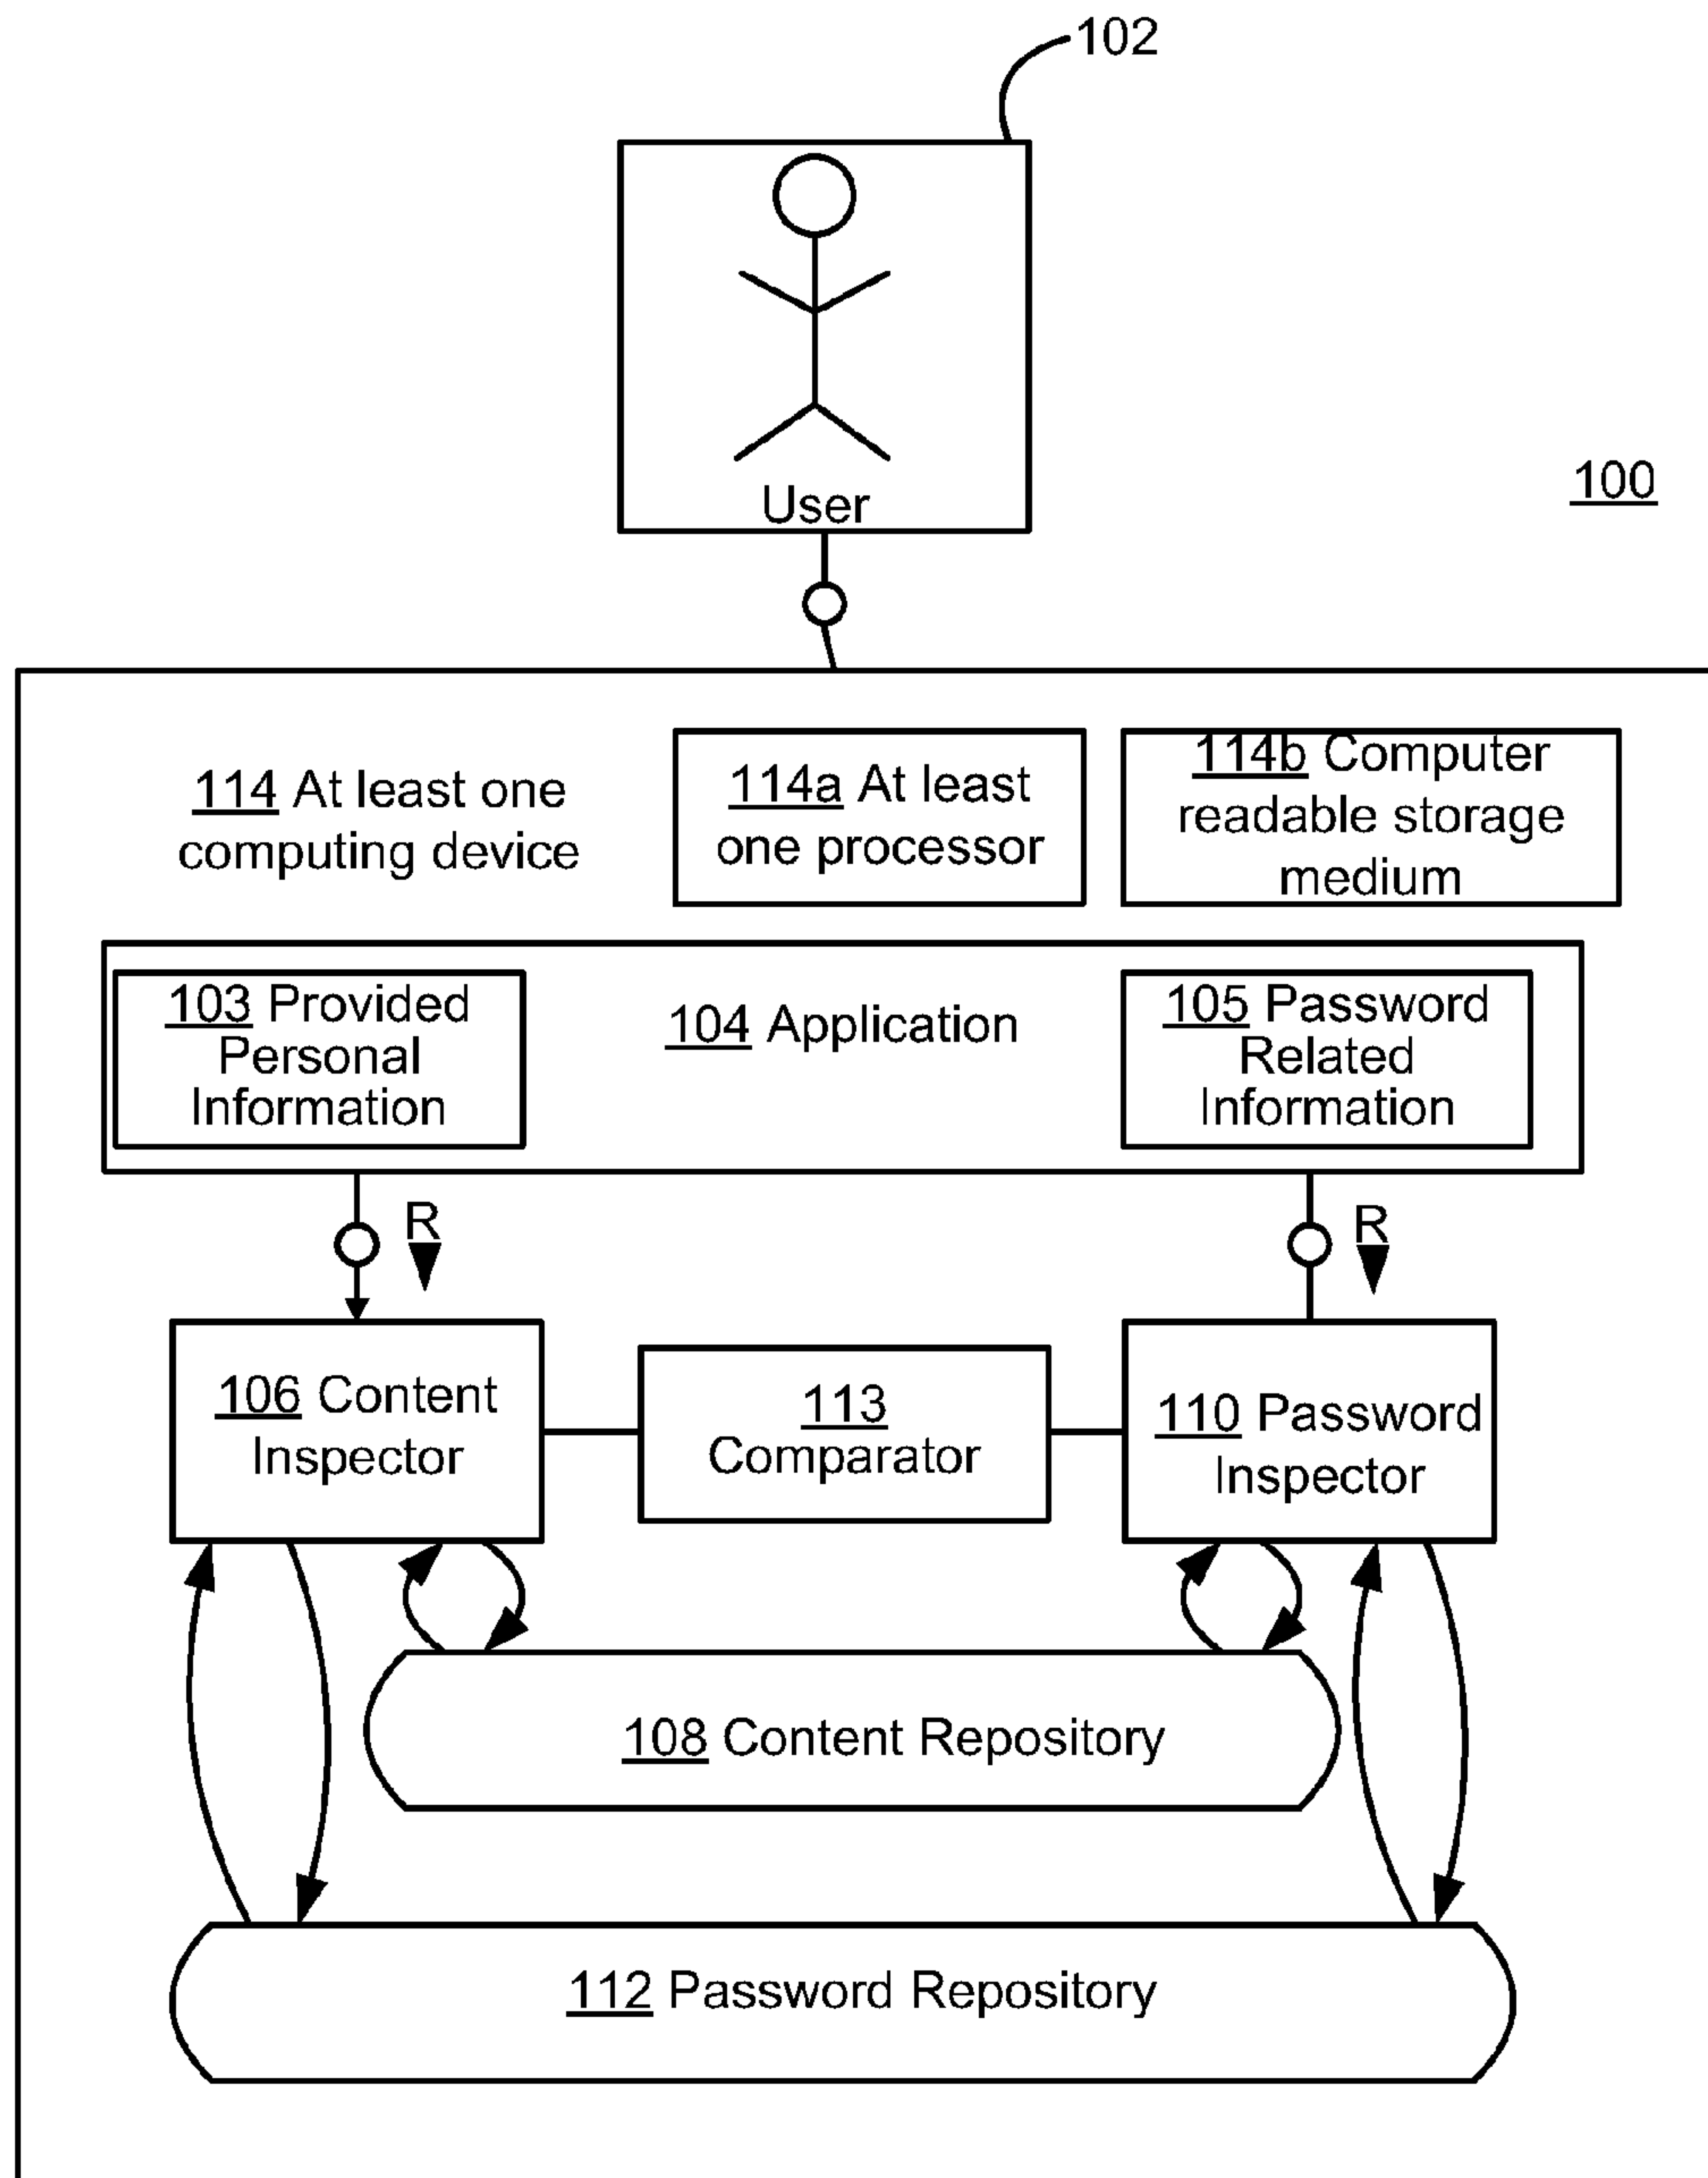 102
User
100
114 At least one
computing device
114a At least
one processor
114b Computer
readable storage
medium
103 Provided
Personal
Information
104 Application
105 Password
Related
Information
R
R
106 Content
Inspector
113
Comparator
110 Password
Inspector
108 Content Repository
112 Password Repository